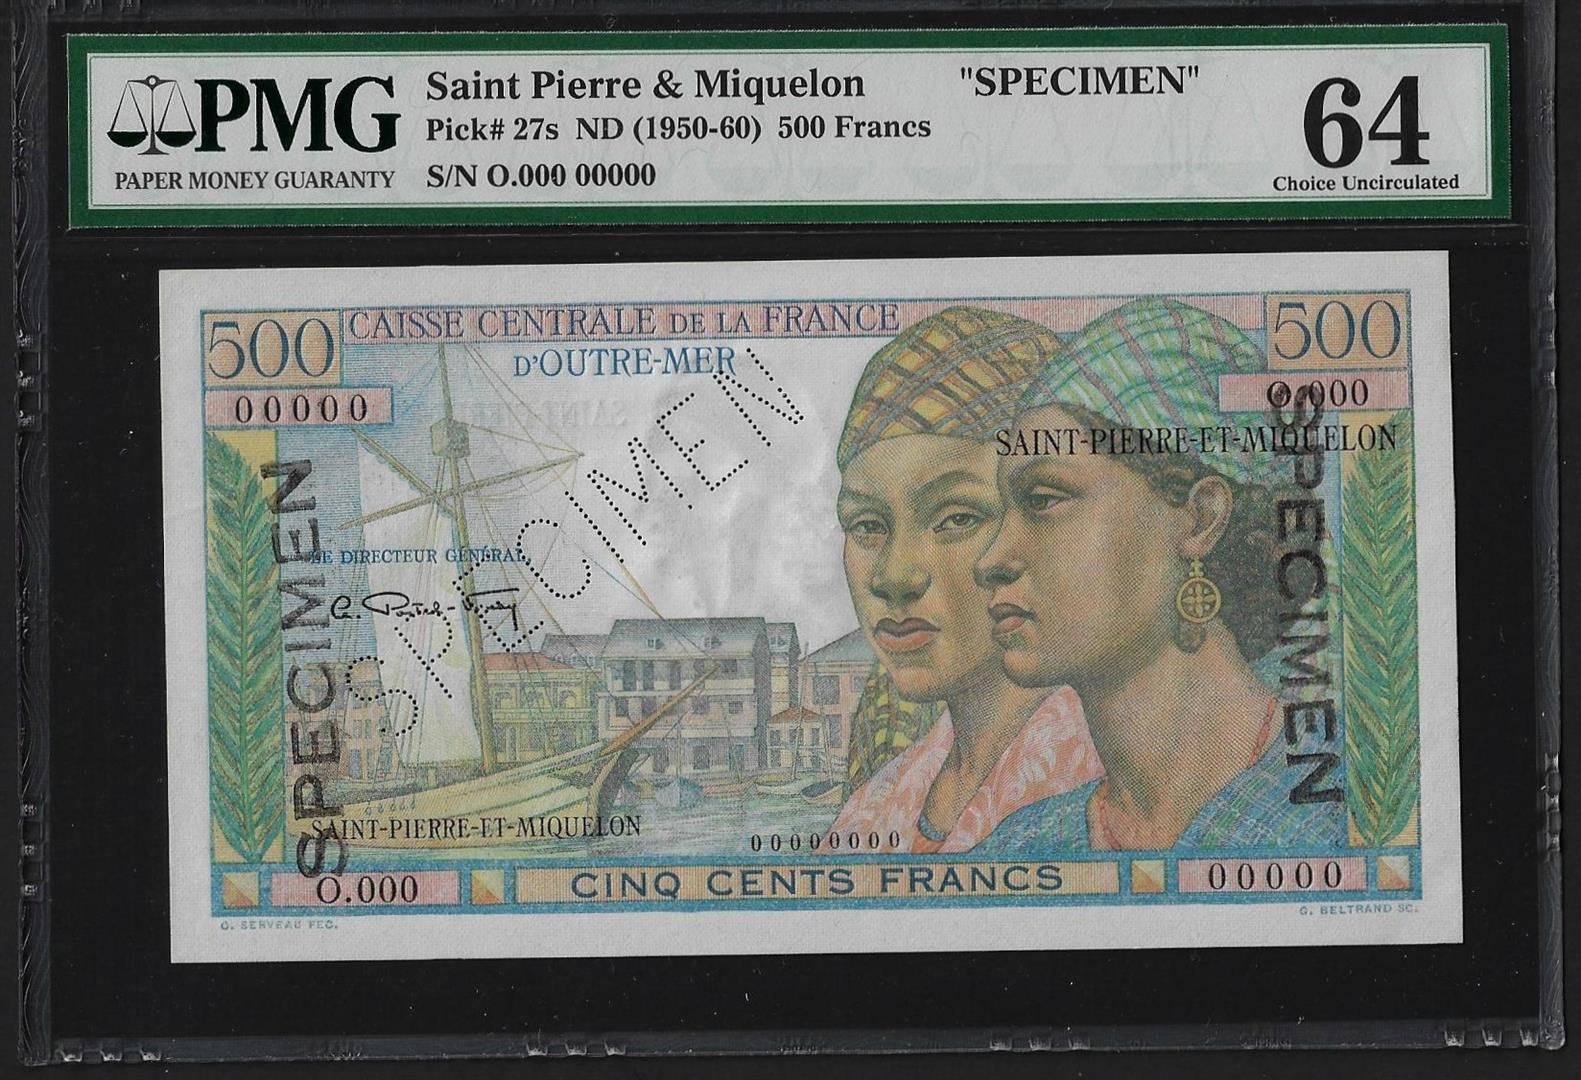 PMG
PAPER MONEY GUARANTY
Saint Pierre & Miquelon "SPECIMEN"
Pick# 27s ND (1950-60) 500 Francs
S/N O.000 00000
64
Choice Uncirculated
500 CAISSE CENTRALE DE LA FRANCE 500
D'OUTRE-MER
00000 O.000
SAINT-PIERRE-ET-MIQUELON
SPECIMEN
SPECIMEN
SPECIMEN
LE DIRECTEUR GÉNÉRAL
SAINT-PIERRE-ET-MIQUELON
00000000
O.000 CINQ CENTS FRANCS 00000
G. BELTRAND SC.
SERVEAU FEC.